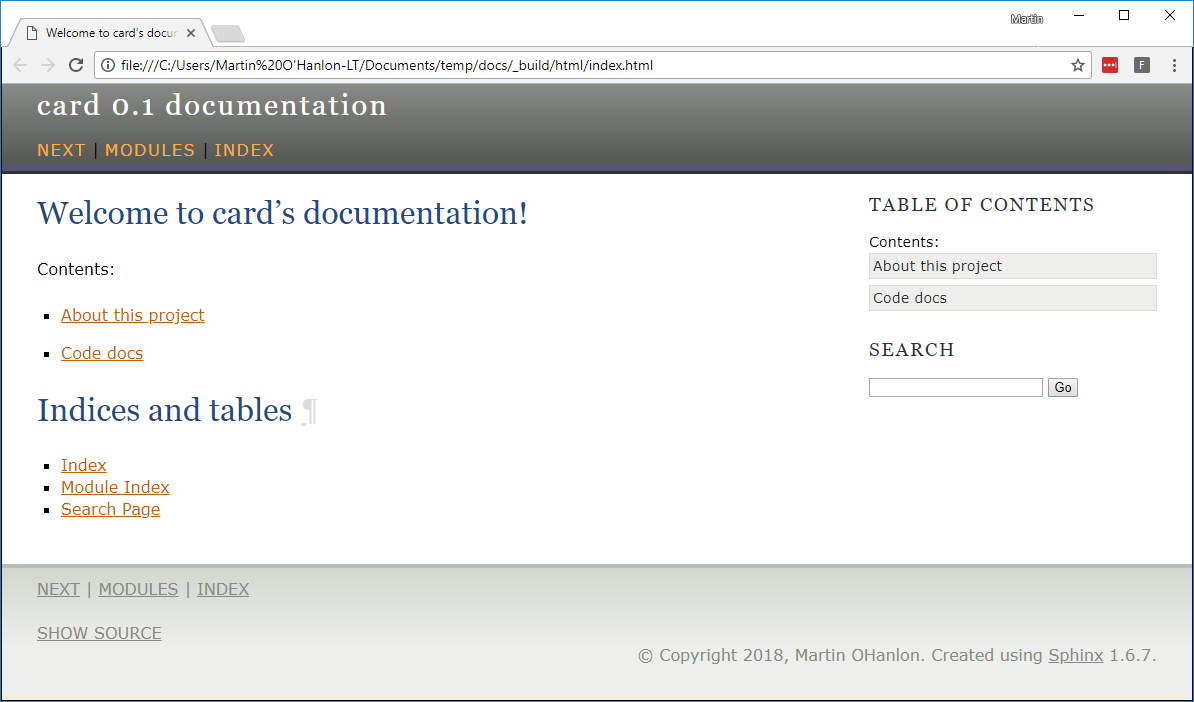 Martin
Welcome to card's docum
file:///C:/Users/Martin%20O'Hanlon-LT/Documents/temp/docs/_build/html/index.html
F
card 0.1 documentation
NEXT | MODULES | INDEX
Welcome to card’s documentation!
Contents:
About this project
Code docs
Indices and tables ¶
Index
Module Index
Search Page
TABLE OF CONTENTS
Contents:
About this project
Code docs
SEARCH
Go
NEXT | MODULES | INDEX
SHOW SOURCE
© Copyright 2018, Martin OHanlon. Created using Sphinx 1.6.7.